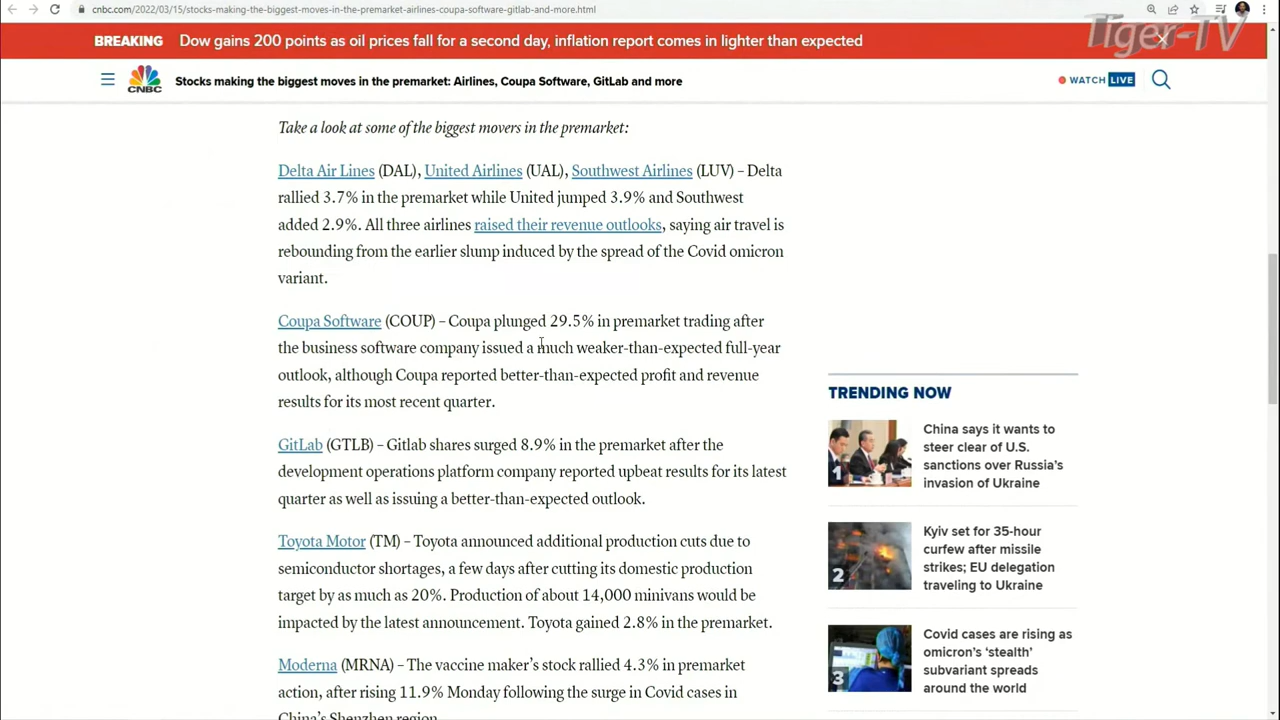 cnbc.com/2022/03/15/stocks-making-the-biggest-moves-in-the-premarket-airlines-coupa-software-gitlab-and-more.html
Tiger-TV
BREAKING Dow gains 200 points as oil prices fall for a second day, inflation report comes in lighter than expected
CNBC
Stocks making the biggest moves in the premarket: Airlines, Coupa Software, GitLab and more
WATCH LIVE
Take a look at some of the biggest movers in the premarket:
Delta Air Lines (DAL), United Airlines (UAL), Southwest Airlines (LUV) – Delta
rallied 3.7% in the premarket while United jumped 3.9% and Southwest
added 2.9%. All three airlines raised their revenue outlooks, saying air travel is
rebounding from the earlier slump induced by the spread of the Covid omicron
variant.
Coupa Software (COUP) – Coupa plunged 29.5% in premarket trading after
the business software company issued a much weaker-than-expected full-year
outlook, although Coupa reported better-than-expected profit and revenue
results for its most recent quarter.
GitLab (GTLB) – Gitlab shares surged 8.9% in the premarket after the
development operations platform company reported upbeat results for its latest
quarter as well as issuing a better-than-expected outlook.
Toyota Motor (TM) – Toyota announced additional production cuts due to
semiconductor shortages, a few days after cutting its domestic production
target by as much as 20%. Production of about 14,000 minivans would be
impacted by the latest announcement. Toyota gained 2.8% in the premarket.
Moderna (MRNA) – The vaccine maker's stock rallied 4.3% in premarket
action, after rising 11.9% Monday following the surge in Covid cases in
China's Shenzhen region.
TRENDING NOW
1
China says it wants to
steer clear of U.S.
sanctions over Russia's
invasion of Ukraine
2
Kyiv set for 35-hour
curfew after missile
strikes; EU delegation
traveling to Ukraine
3
Covid cases are rising as
omicron's 'stealth'
subvariant spreads
around the world